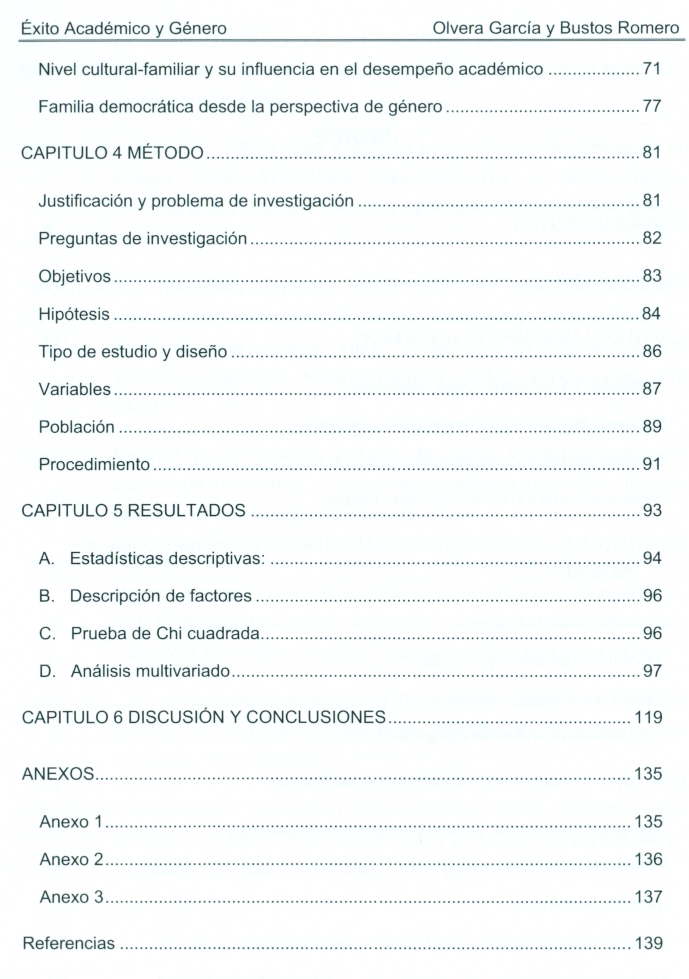 Éxito Académico y Género Olvera García y Bustos Romero
Nivel cultural-familiar y su influencia en el desempeño académico ................... 71
Familia democrática desde la perspectiva de género ........................................ 77
CAPITULO 4 MÉTODO ......................................................................................... 81
Justificación y problema de investigación .......................................................... 81
Preguntas de investigación ................................................................................ 82
Objetivos ............................................................................................................. 83
Hipótesis ............................................................................................................. 84
Tipo de estudio y diseño ..................................................................................... 86
Variables ............................................................................................................. 87
Población ............................................................................................................ 89
Procedimiento ..................................................................................................... 91
CAPITULO 5 RESULTADOS ................................................................................ 93
A. Estadísticas descriptivas: ............................................................................. 94
B. Descripción de factores ................................................................................ 96
C. Prueba de Chi cuadrada ............................................................................... 96
D. Análisis multivariado ..................................................................................... 97
CAPITULO 6 DISCUSIÓN Y CONCLUSIONES .................................................... 119
ANEXOS ................................................................................................................ 135
Anexo 1 ............................................................................................................... 135
Anexo 2 ............................................................................................................... 136
Anexo 3 ............................................................................................................... 137
Referencias ........................................................................................................... 139